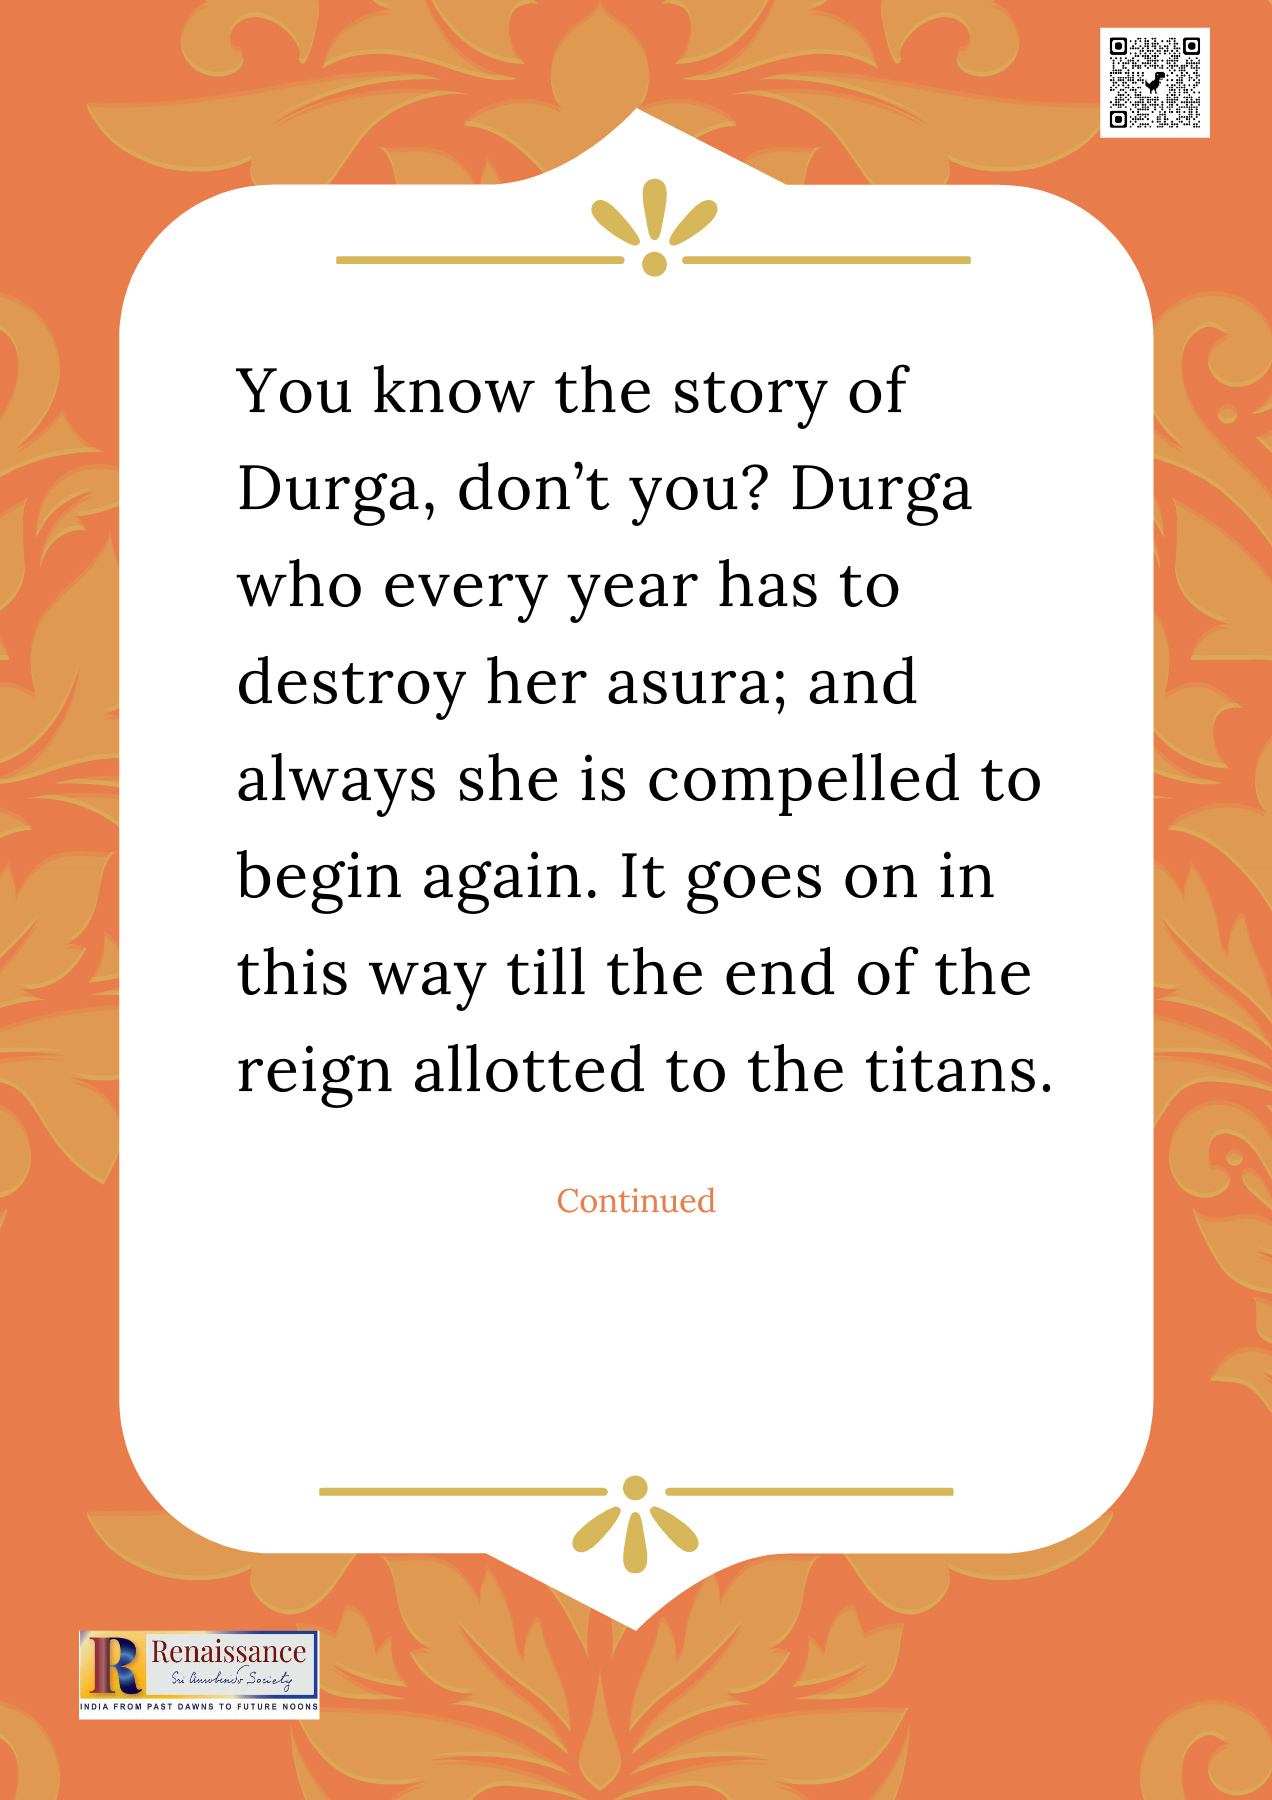 You know the story of
Durga, don’t you? Durga
who every year has to
destroy her asura; and
always she is compelled to
begin again. It goes on in
this way till the end of the
reign allotted to the titans.
Continued
R Renaissance
Sri Aurobindo Society
INDIA FROM PAST DAWNS TO FUTURE NOONS